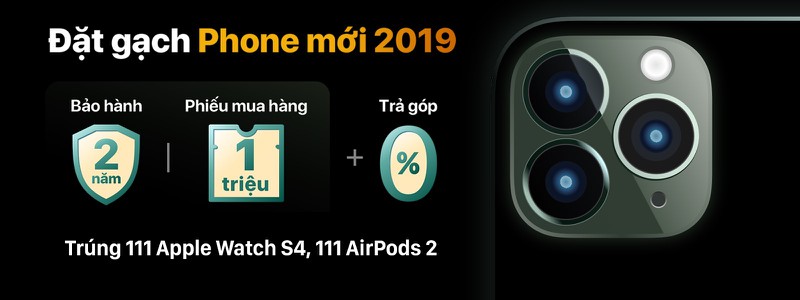 Đặt gạch Phone mới 2019
Bảo hành
2
năm
Phiếu mua hàng
1
triệu
+
Trả góp
0%
Trúng 111 Apple Watch S4, 111 AirPods 2